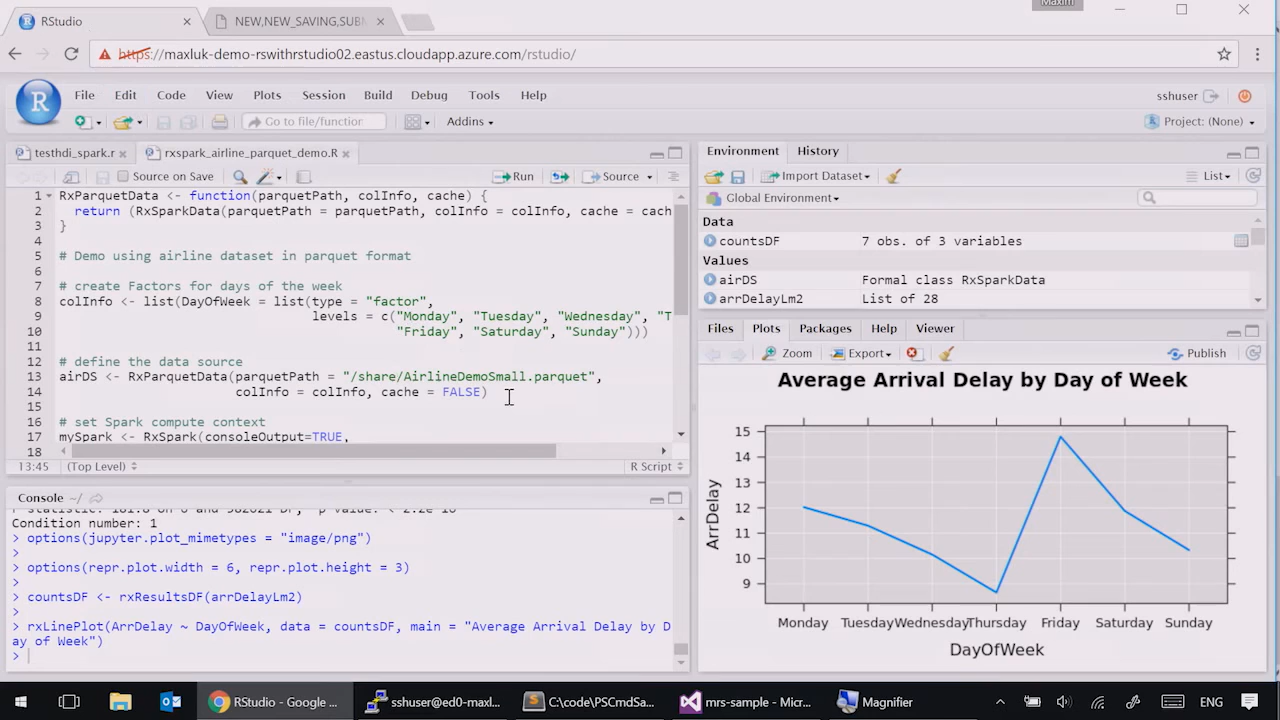 Maxim
RStudio
NEW,NEW_SAVING,SUBM
https://maxluk-demo-rswithrstudio02.eastus.cloudapp.azure.com/rstudio/
R
File Edit Code View Plots Session Build Debug Tools Help
sshuser
Go to file/function
Addins
Project: (None)
testhdi_spark.r
rxspark_airline_parquet_demo.R
Source on Save
Run
Source
1 RxParquetData <- function(parquetPath, colInfo, cache) {
2 return (RxSparkData(parquetPath = parquetPath, colInfo = colInfo, cache = cach
3 }
4
5 # Demo using airline dataset in parquet format
6
7 # create Factors for days of the week
8 colInfo <- list(DayOfWeek = list(type = "factor",
9 levels = c("Monday", "Tuesday", "Wednesday", "T
10 "Friday", "Saturday", "Sunday")))
11
12 # define the data source
13 airDS <- RxParquetData(parquetPath = "/share/AirlineDemoSmall.parquet",
14 colInfo = colInfo, cache = FALSE)
15
16 # set Spark compute context
17 mySpark <- RxSpark(consoleOutput=TRUE,
18
13:45 (Top Level) R Script
Console ~/
Condition number: 1
> options(jupyter.plot_mimetypes = "image/png")
>
> options(repr.plot.width = 6, repr.plot.height = 3)
>
> countsDF <- rxResultsDF(arrDelayLm2)
>
> rxLinePlot(ArrDelay ~ DayOfWeek, data = countsDF, main = "Average Arrival Delay by D
ay of Week")
>
Environment History
Import Dataset
List
Global Environment
Data
countsDF 7 obs. of 3 variables
Values
airDS Formal class RxSparkData
arrDelayLm2 List of 28
Files Plots Packages Help Viewer
Zoom Export Publish
Average Arrival Delay by Day of Week
15
14
13
12
11
10
9
ArrDelay
Monday Tuesday Wednesday Thursday Friday Saturday Sunday
DayOfWeek
RStudio - Google ...
sshuser@ed0-maxl...
C:\code\PSCmdSa...
mrs-sample - Micr...
Magnifier
ENG